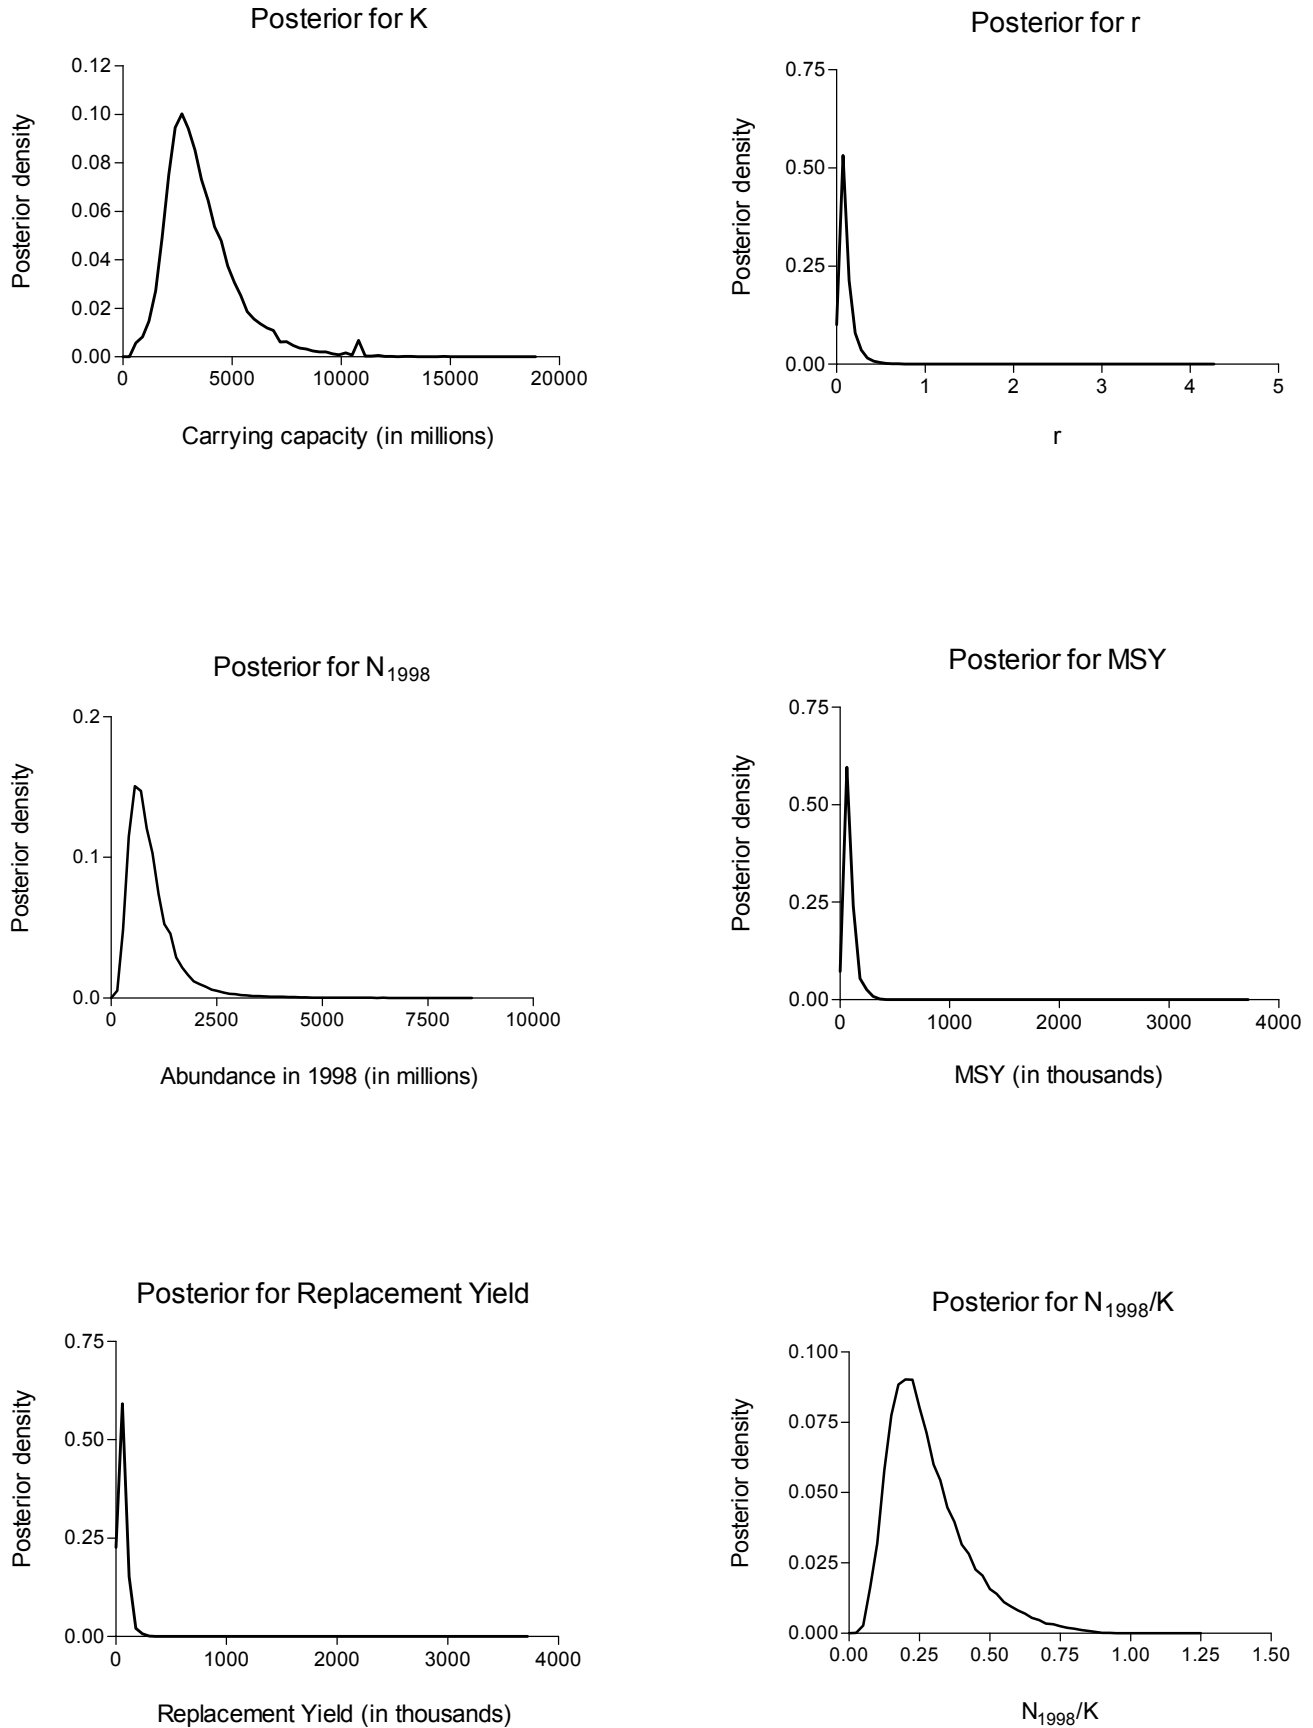 Posterior for K
Posterior density
0.12
0.10
0.08
0.06
0.04
0.02
0.00
0 5000 10000 15000 20000
Carrying capacity (in millions)
Posterior for r
Posterior density
0.75
0.50
0.25
0.00
0 1 2 3 4 5
r
Posterior for N1998
Posterior density
0.2
0.1
0.0
0 2500 5000 7500 10000
Abundance in 1998 (in millions)
Posterior for MSY
Posterior density
0.75
0.50
0.25
0.00
0 1000 2000 3000 4000
MSY (in thousands)
Posterior for Replacement Yield
Posterior density
0.75
0.50
0.25
0.00
0 1000 2000 3000 4000
Replacement Yield (in thousands)
Posterior for N1998/K
Posterior density
0.100
0.075
0.050
0.025
0.000
0.00 0.25 0.50 0.75 1.00 1.25 1.50
N1998/K